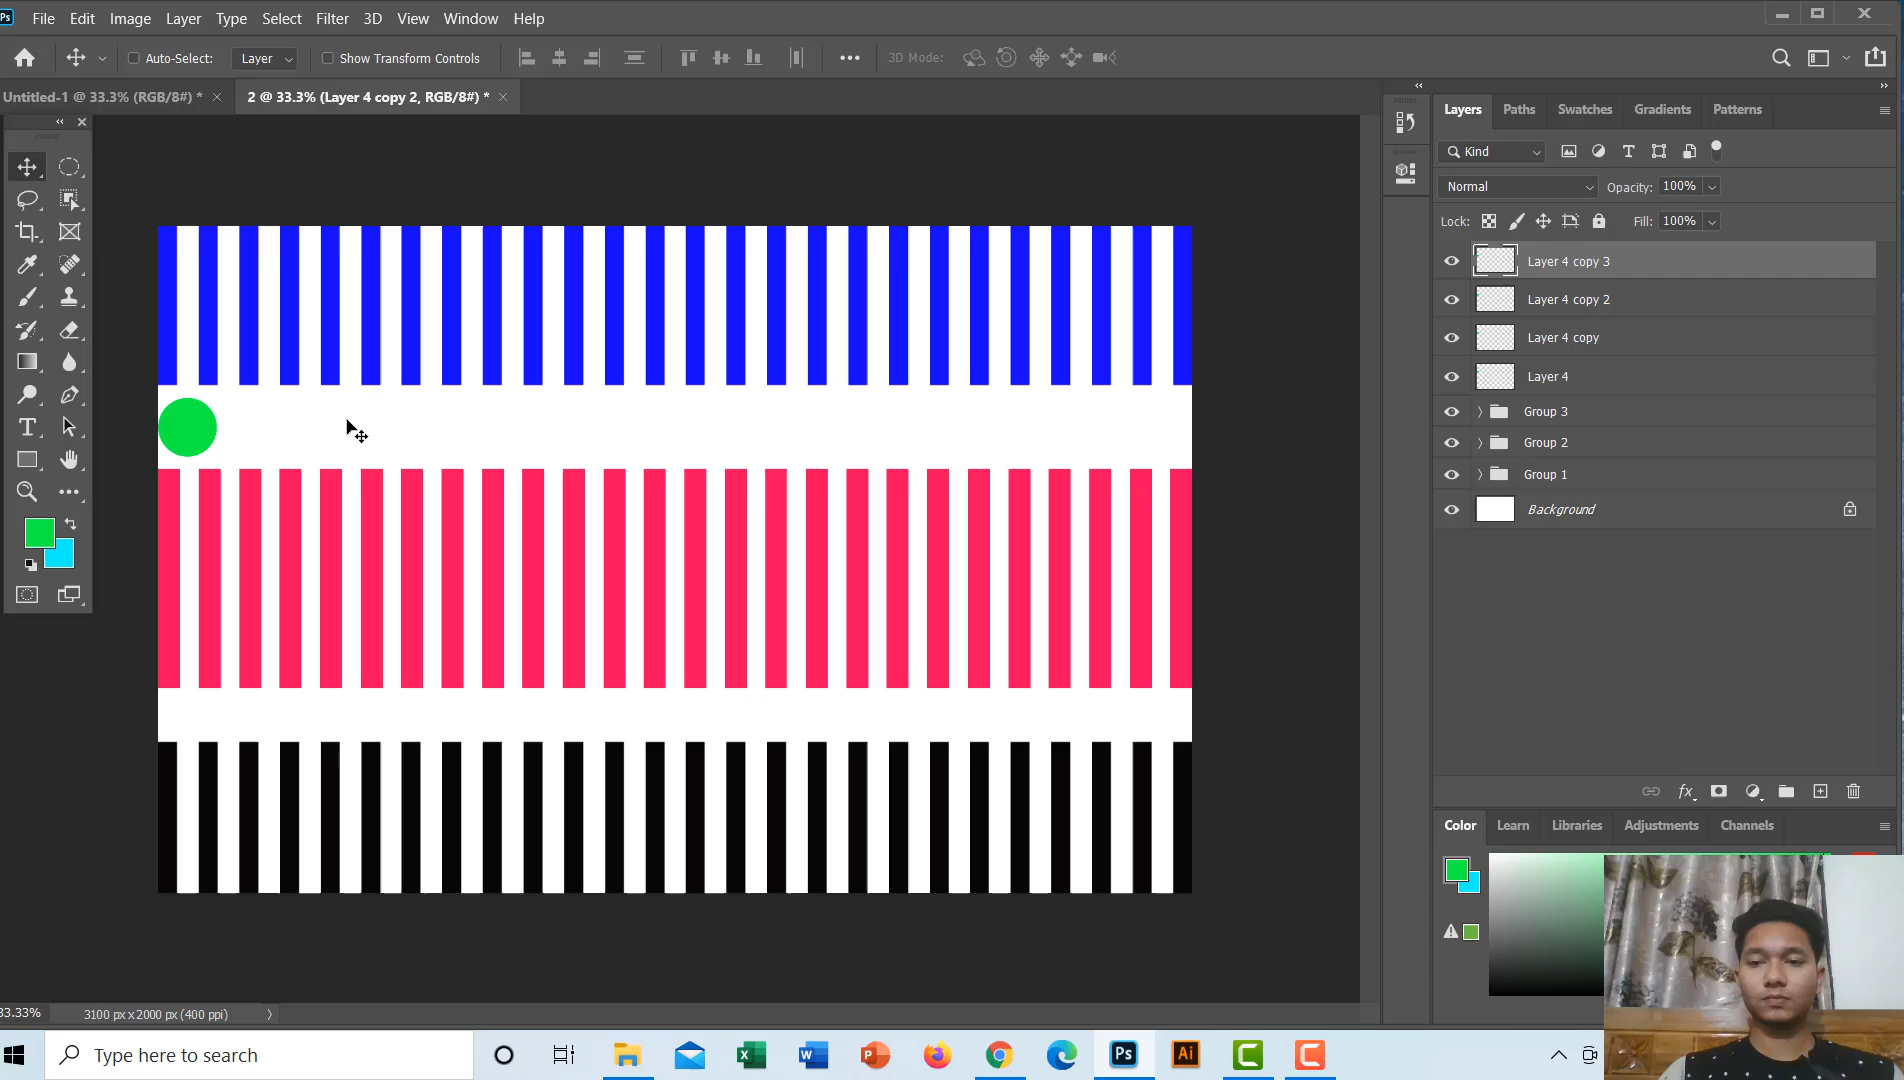 Ps File Edit Image Layer Type Select Filter 3D View Window Help
Auto-Select: Layer Show Transform Controls 3D Mode:
Untitled-1 @ 33.3% (RGB/8#) * 2 @ 33.3% (Layer 4 copy 2, RGB/8#) *
Layers Paths Swatches Gradients Patterns
Kind
Normal Opacity: 100%
Lock: Fill: 100%
Layer 4 copy 3
Layer 4 copy 2
Layer 4 copy
Layer 4
Group 3
Group 2
Group 1
Background
fx
Color Learn Libraries Adjustments Channels
33.33% 3100 px x 2000 px (400 ppi)
Type here to search
Ps Ai